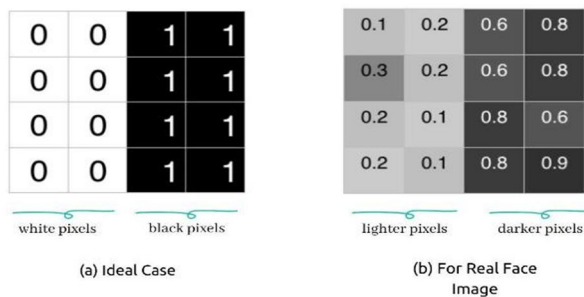 0 0 1 1
0 0 1 1
0 0 1 1
0 0 1 1
white pixels black pixels
(a) Ideal Case
0.1 0.2 0.6 0.8
0.3 0.2 0.6 0.8
0.2 0.1 0.8 0.6
0.2 0.1 0.8 0.9
lighter pixels darker pixels
(b) For Real Face
Image